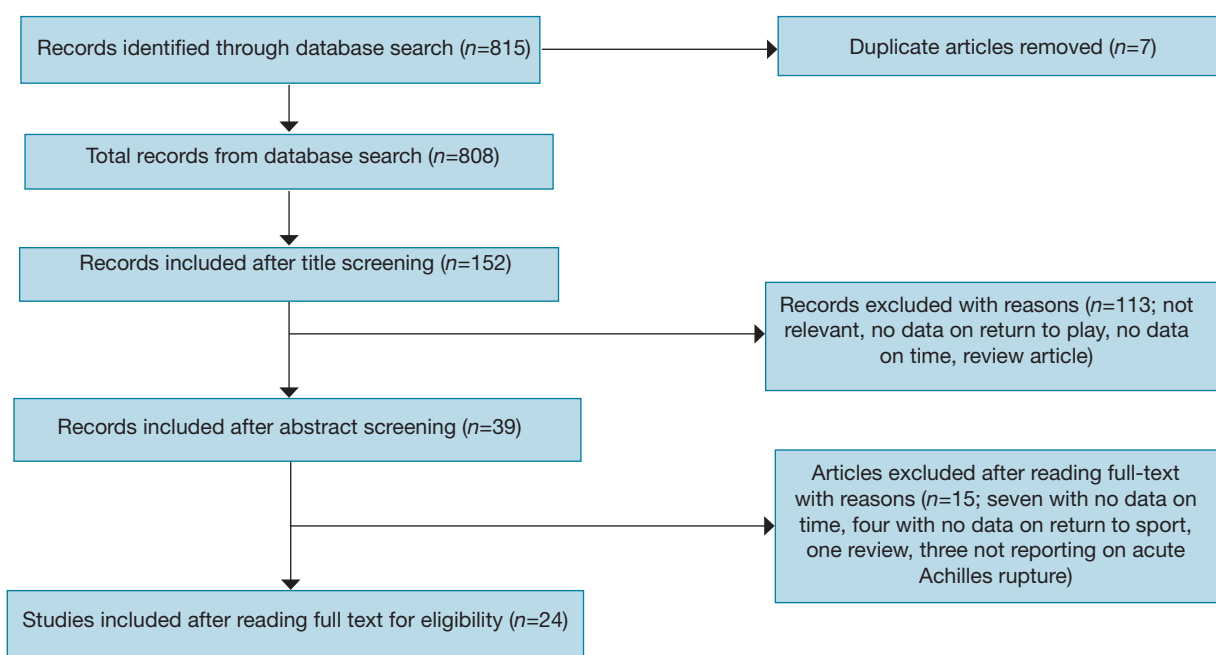 Records identified through database search (n=815)
Duplicate articles removed (n=7)
Total records from database search (n=808)
Records included after title screening (n=152)
Records excluded with reasons (n=113; not
relevant, no data on return to play, no data
on time, review article)
Records included after abstract screening (n=39)
Articles excluded after reading full-text
with reasons (n=15; seven with no data on
time, four with no data on return to sport,
one review, three not reporting on acute
Achilles rupture)
Studies included after reading full text for eligibility (n=24)